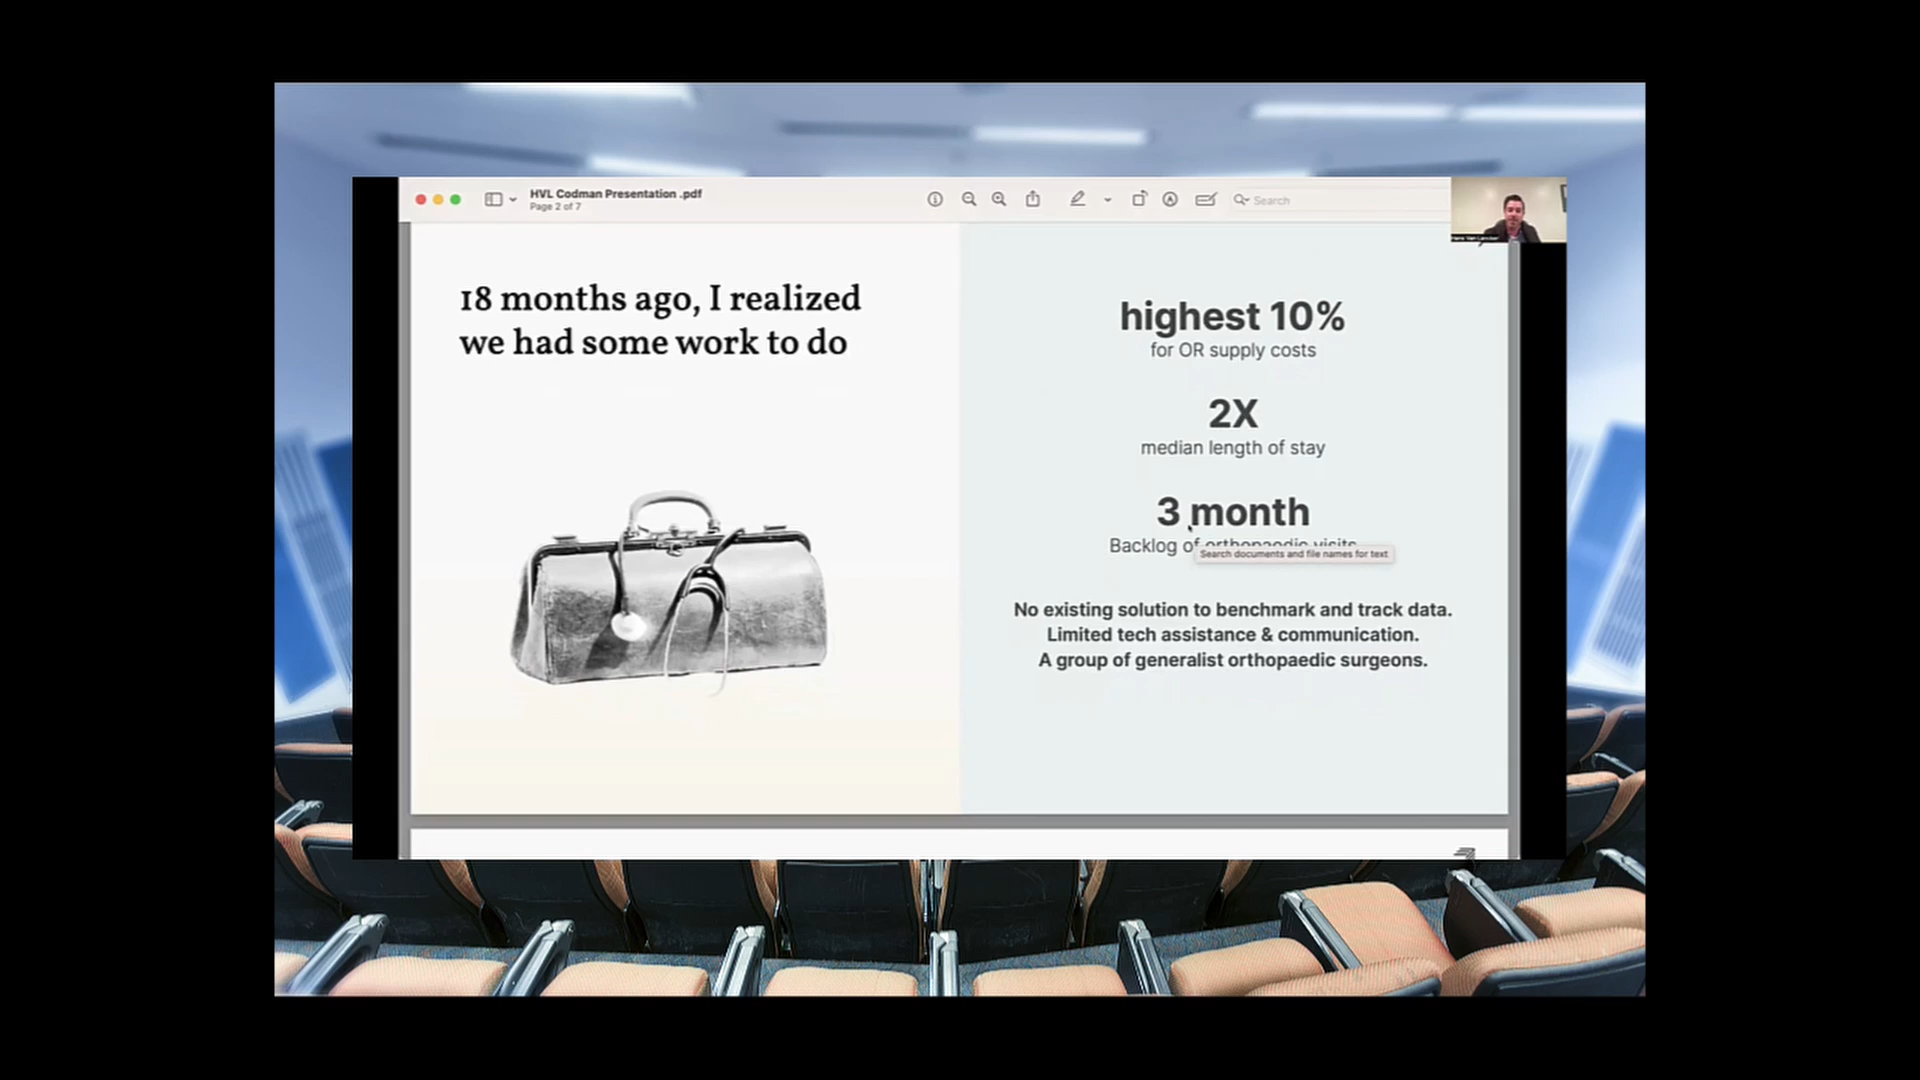 HVL Codman Presentation .pdf
Page 2 of 7
Search
18 months ago, I realized
we had some work to do
highest 10%
for OR supply costs
2X
median length of stay
3 month
Backlog of orthopaedic visits
Search documents and file names for text
No existing solution to benchmark and track data.
Limited tech assistance & communication.
A group of generalist orthopaedic surgeons.